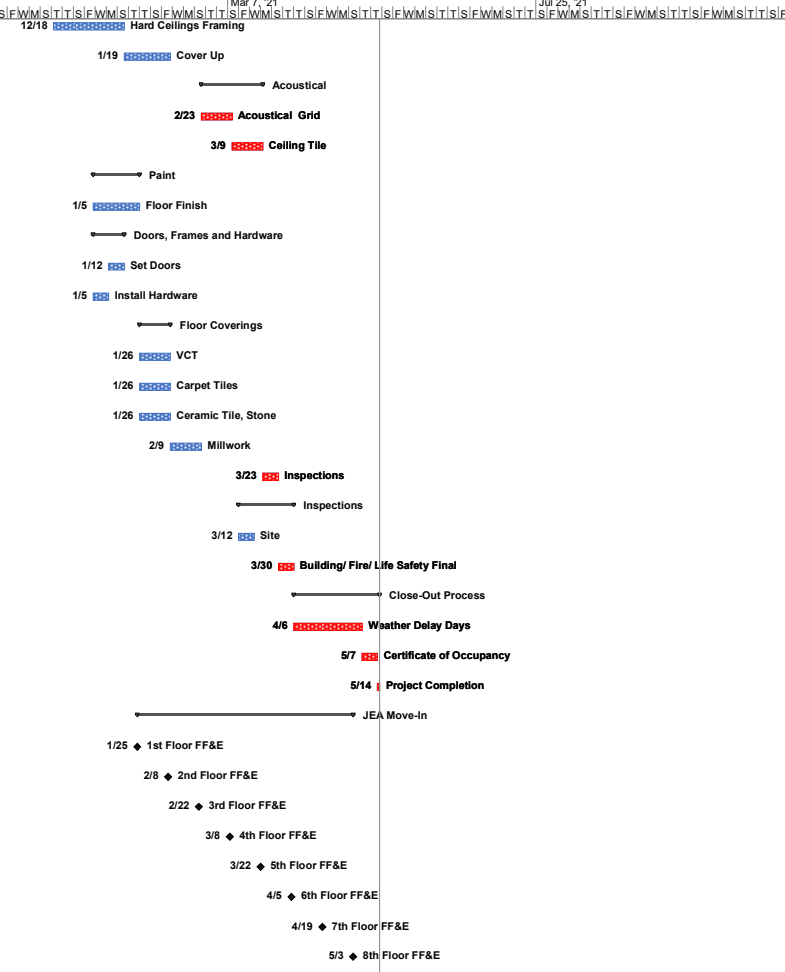 Mar 7, '21 Jul 25, '21
S F W M S T T S F W M S T T S F W M S T T S F W M S T T S F W M S T T S F W M S T T S F W M S T T S F W M S T T S F W M S T T S F
12/18 Hard Ceilings Framing
1/19 Cover Up
Acoustical
2/23 Acoustical Grid
3/9 Ceiling Tile
Paint
1/5 Floor Finish
Doors, Frames and Hardware
1/12 Set Doors
1/5 Install Hardware
Floor Coverings
1/26 VCT
1/26 Carpet Tiles
1/26 Ceramic Tile, Stone
2/9 Millwork
3/23 Inspections
Inspections
3/12 Site
3/30 Building/ Fire/ Life Safety Final
Close-Out Process
4/6 Weather Delay Days
5/7 Certificate of Occupancy
5/14 Project Completion
JEA Move-In
1/25 1st Floor FF&E
2/8 2nd Floor FF&E
2/22 3rd Floor FF&E
3/8 4th Floor FF&E
3/22 5th Floor FF&E
4/5 6th Floor FF&E
4/19 7th Floor FF&E
5/3 8th Floor FF&E